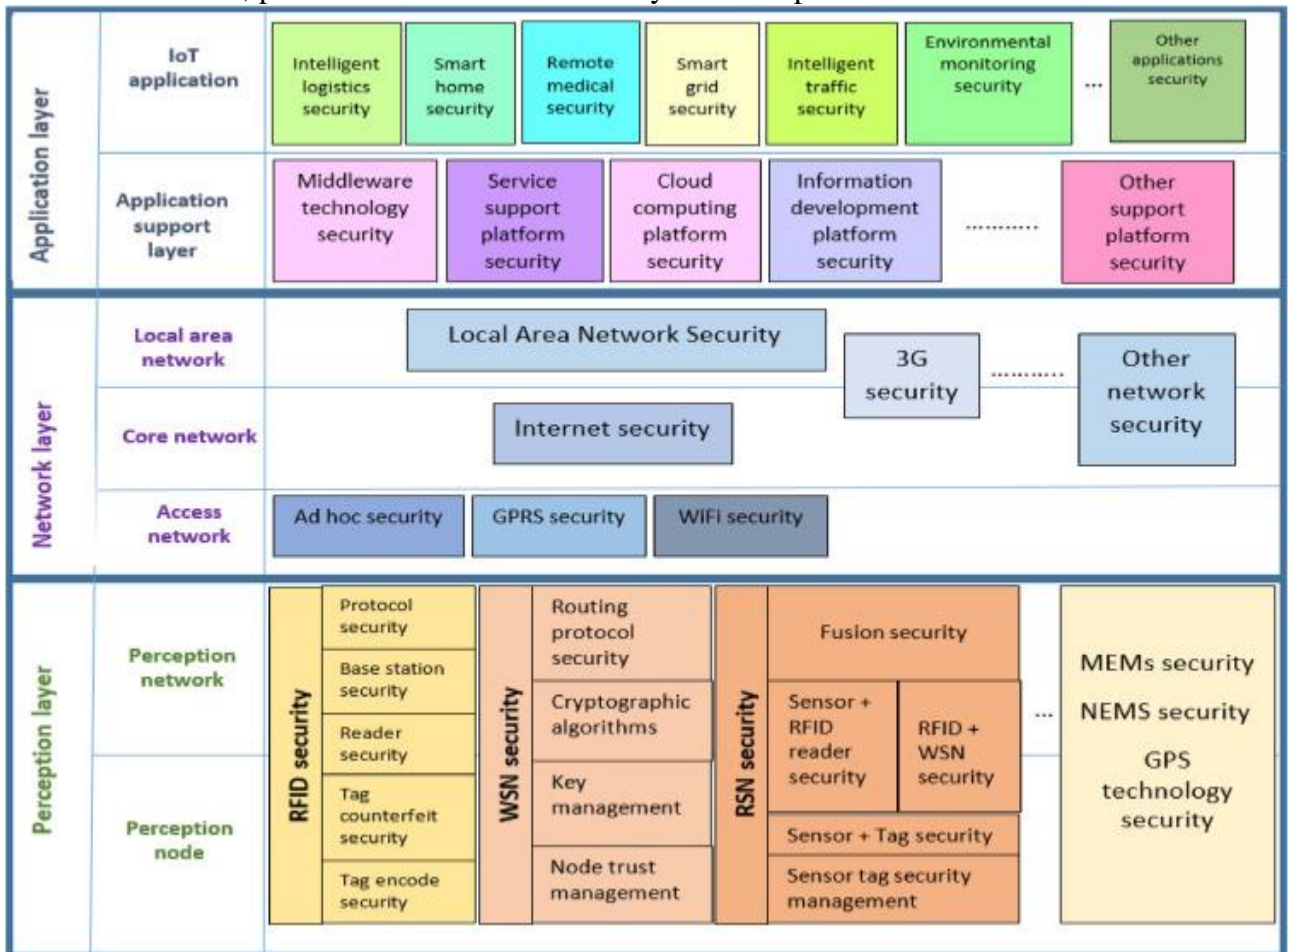 Application layer
IoT
application
Intelligent
logistics
security
Smart
home
security
Remote
medical
security
Smart
grid
security
Intelligent
traffic
security
Environmental
monitoring
security
...
Other
applications
security
Application
support
layer
Middleware
technology
security
Service
support
platform
security
Cloud
computing
platform
security
Information
development
platform
security
...........
Other
support
platform
security
Network layer
Local area
network
Local Area Network Security
3G
security
...........
Other
network
security
Core network
Internet security
Access
network
Ad hoc security
GPRS security
WiFi security
Perception layer
Perception
network
Perception
node
RFID security
Protocol
security
Base station
security
Reader
security
Tag
counterfeit
security
Tag encode
security
WSN security
Routing
protocol
security
Cryptographic
algorithms
Key
management
Node trust
management
RSN security
Fusion security
Sensor +
RFID
reader
security
RFID +
WSN
security
Sensor + Tag security
Sensor tag security
management
...
MEMs security
NEMS security
GPS
technology
security